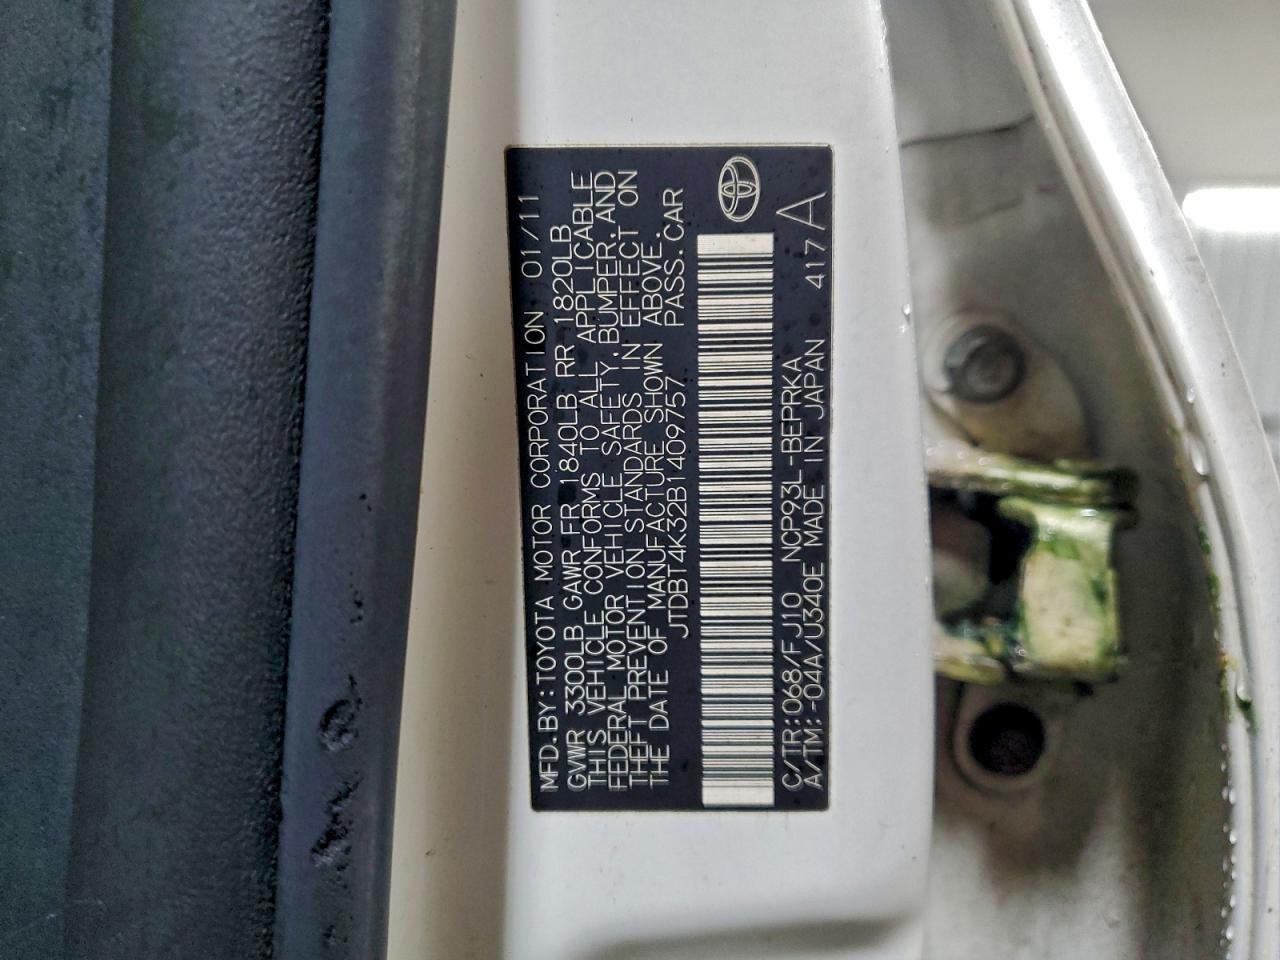 MFD.BY:TOYOTA MOTOR CORPORATION 01/11
GVWR 3300LB GAWR FR 1840LB RR 1820LB
THIS VEHICLE CONFORMS TO ALL APPLICABLE
FEDERAL MOTOR VEHICLE SAFETY,BUMPER,AND
THEFT PREVENTION STANDARDS IN EFFECT ON
THE DATE OF MANUFACTURE SHOWN ABOVE.
JTDBT4K32B1409757 PASS.CAR
C/TR:068/FJ10 NCP93L-BEPRKA
A/TM:-04A/U340E MADE IN JAPAN 417 A